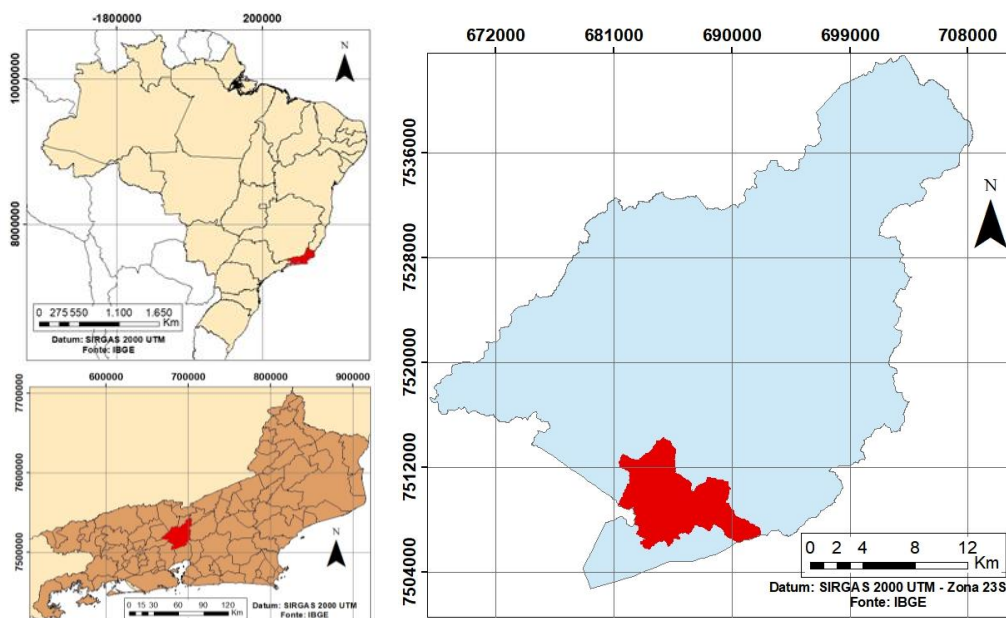 -1800000 200000
N
10000000
8000000
0 275 550 1.100 1.650
Km
Datum: SIRGAS 2000 UTM
Fonte: IBGE
600000 700000 800000 900000
7700000
7600000
7500000
N
0 15 30 60 90 120
Km
Datum: SIRGAS 2000 UTM
Fonte: IBGE
672000 681000 690000 699000 708000
7536000
7528000
7520000
7512000
7504000
N
0 2 4 8 12
Km
Datum: SIRGAS 2000 UTM - Zona 23S
Fonte: IBGE